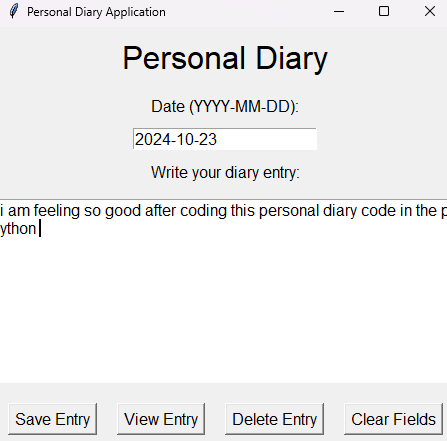 Personal Diary Application
Personal Diary
Date (YYYY-MM-DD):
2024-10-23
Write your diary entry:
i am feeling so good after coding this personal diary code in the p
ython
Save Entry View Entry Delete Entry Clear Fields